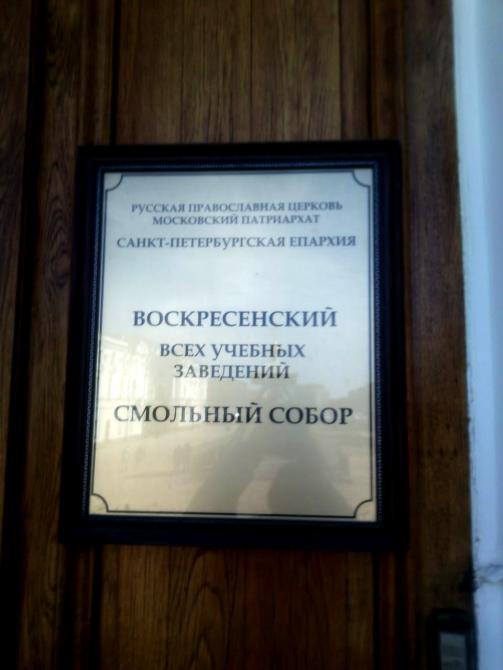 РУССКАЯ ПРАВОСЛАВНАЯ ЦЕРКОВЬ
МОСКОВСКИЙ ПАТРИАРХАТ
САНКТ-ПЕТЕРБУРГСКАЯ ЕПАРХИЯ
ВОСКРЕСЕНСКИЙ
ВСЕХ УЧЕБНЫХ
ЗАВЕДЕНИЙ
СМОЛЬНЫЙ СОБОР